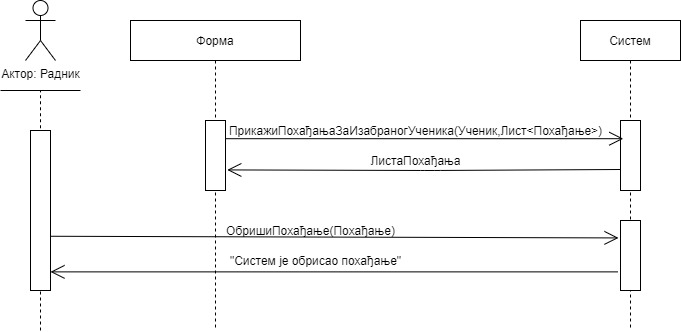 Форма
Систем
Актор: Радник
ПрикажиПохађањаЗаИзабраногУченика(Ученик,Лист<Похађање>)
ЛистаПохађања
ОбришиПохађање(Похађање)
"Систем је обрисао похађање"